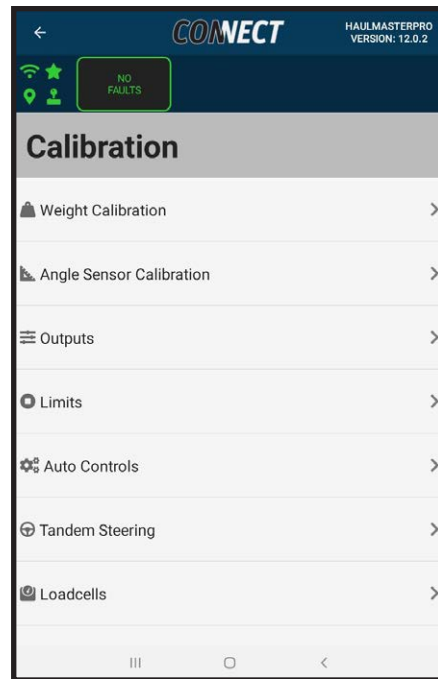 CONNECT
HAULMASTERPRO
VERSION: 12.0.2
NO
FAULTS
Calibration
Weight Calibration
Angle Sensor Calibration
Outputs
Limits
Auto Controls
Tandem Steering
Loadcells